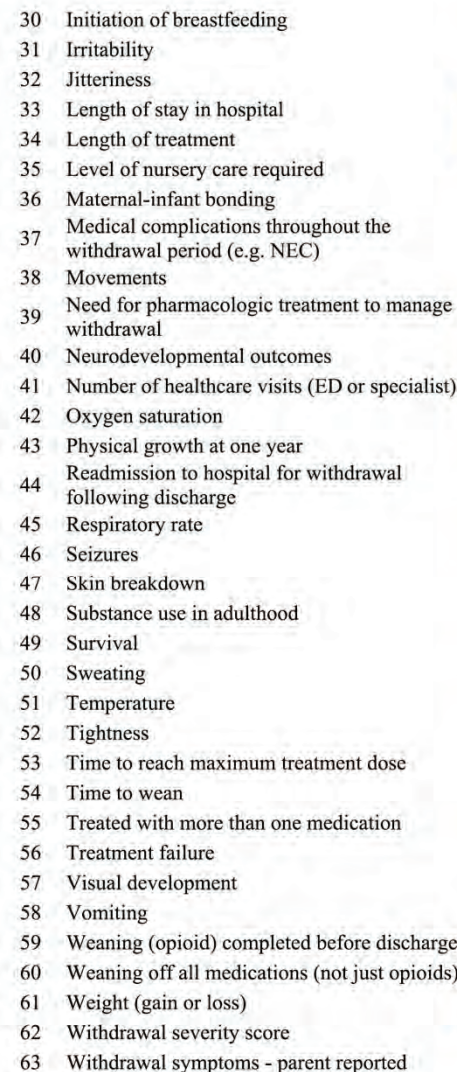 30 Initiation of breastfeeding
31 Irritability
32 Jitteriness
33 Length of stay in hospital
34 Length of treatment
35 Level of nursery care required
36 Maternal-infant bonding
37 Medical complications throughout the
withdrawal period (e.g. NEC)
38 Movements
39 Need for pharmacologic treatment to manage
withdrawal
40 Neurodevelopmental outcomes
41 Number of healthcare visits (ED or specialist)
42 Oxygen saturation
43 Physical growth at one year
44 Readmission to hospital for withdrawal
following discharge
45 Respiratory rate
46 Seizures
47 Skin breakdown
48 Substance use in adulthood
49 Survival
50 Sweating
51 Temperature
52 Tightness
53 Time to reach maximum treatment dose
54 Time to wean
55 Treated with more than one medication
56 Treatment failure
57 Visual development
58 Vomiting
59 Weaning (opioid) completed before discharge
60 Weaning off all medications (not just opioids)
61 Weight (gain or loss)
62 Withdrawal severity score
63 Withdrawal symptoms - parent reported